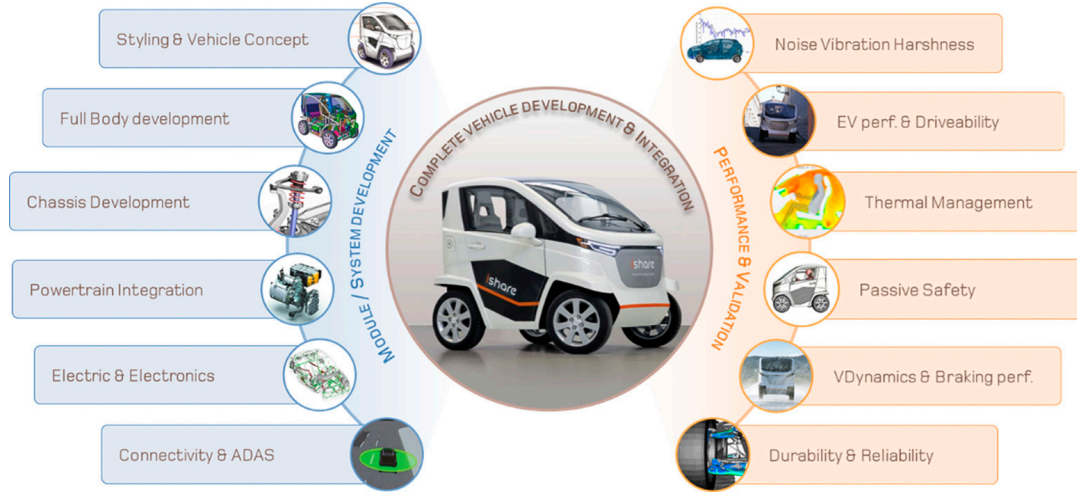 Styling & Vehicle Concept
Full Body development
Chassis Development
Powertrain Integration
Electric & Electronics
Connectivity & ADAS
MODULE / SYSTEM DEVELOPMENT
COMPLETE VEHICLE DEVELOPMENT & INTEGRATION
ishare
ishare
PERFORMANCE & VALIDATION
Noise Vibration Harshness
EV perf. & Driveability
Thermal Management
Passive Safety
VDynamics & Braking perf.
Durability & Reliability